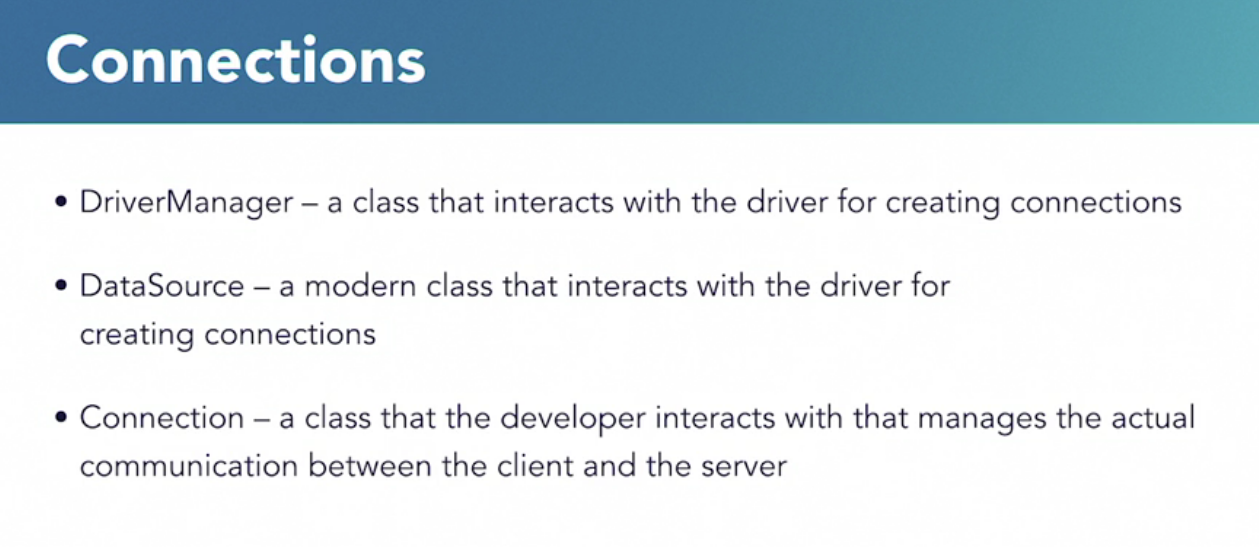 Connections
• DriverManager – a class that interacts with the driver for creating connections
• DataSource – a modern class that interacts with the driver for
creating connections
• Connection – a class that the developer interacts with that manages the actual
communication between the client and the server